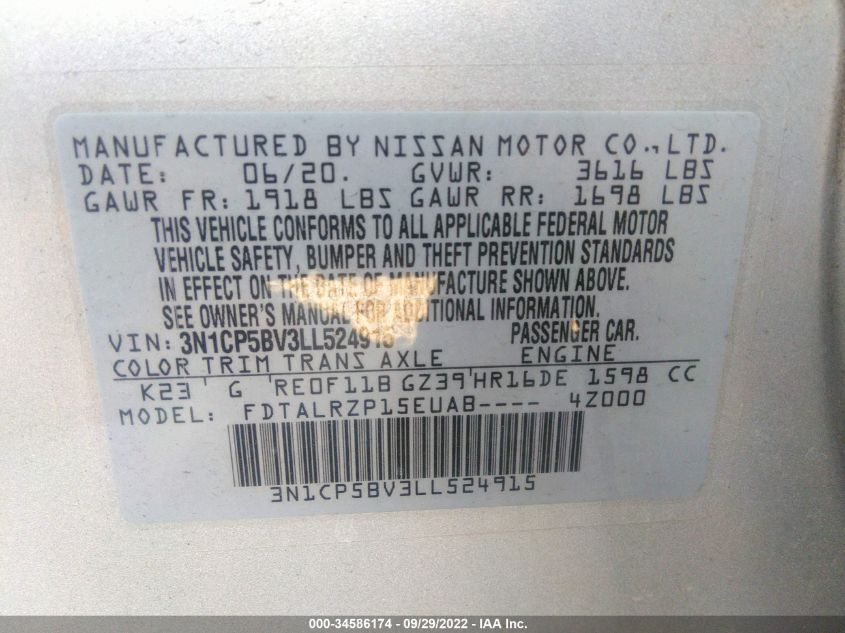 MANUFACTURED BY NISSAN MOTOR CO., LTD.
DATE: 06/20. GVWR: 3616 LBS
GAWR FR: 1918 LBS GAWR RR: 1698 LBS
THIS VEHICLE CONFORMS TO ALL APPLICABLE FEDERAL MOTOR
VEHICLE SAFETY, BUMPER AND THEFT PREVENTION STANDARDS
IN EFFECT ON THE DATE OF MANUFACTURE SHOWN ABOVE.
SEE OWNER'S MANUAL FOR ADDITIONAL INFORMATION.
VIN: 3N1CP5BV3LL524915 PASSENGER CAR.
COLOR TRIM TRANS AXLE ENGINE
K23 G RE0F11B GZ39 HR16DE 1598 CC
MODEL: FDTALRZP15EUAB---- 4Z000
3N1CP5BV3LL524915
000-34586174 - 09/29/2022 - IAA Inc.